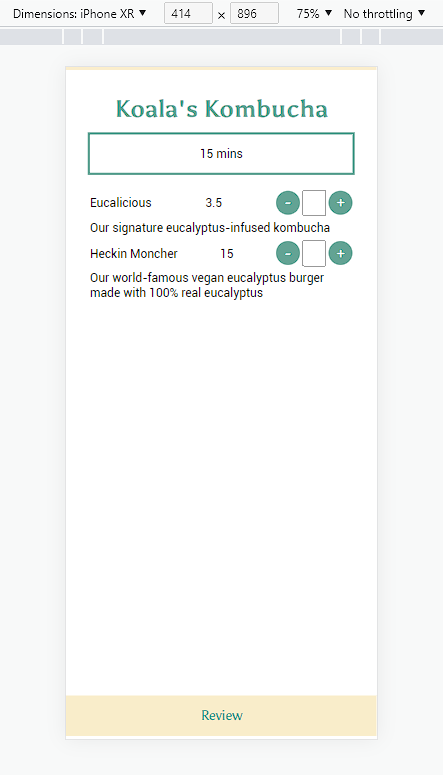 Dimensions: iPhone XR ▼ 414 × 896 75% ▼ No throttling ▼
Koala's Kombucha
15 mins
Eucalicious 3.5 - +
Our signature eucalyptus-infused kombucha
Heckin Moncher 15 - +
Our world-famous vegan eucalyptus burger
made with 100% real eucalyptus
Review